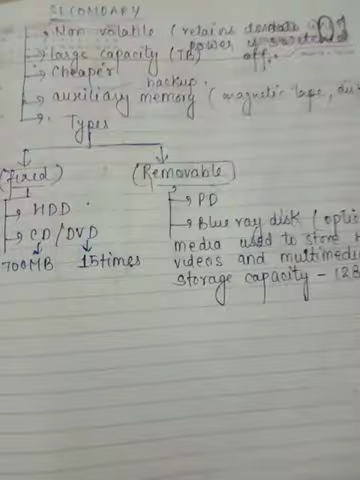 SECONDARY
Non volatile (retains data
power is switched
large capacity (TB) off.
Cheaper
backup.
auxiliary memory (magnetic tape,
Types
(Fixed) (Removable)
HDD PD
CD/DVD Blue ray disk (opti
700MB 15times media used to store
videos and multimedi
storage capacity - 128